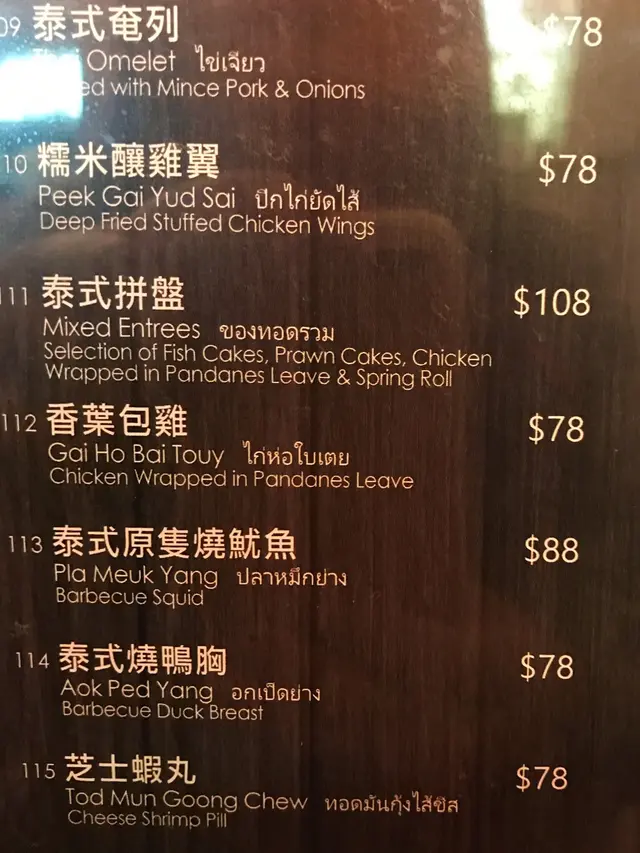 09 泰式奄列 $78
Omelet ไข่เจียว
with Mince Pork & Onions
10 糯米釀雞翼 $78
Peek Gai Yud Sai ปีกไก่ยัดไส้
Deep Fried Stuffed Chicken Wings
111 泰式拼盤 $108
Mixed Entrees ของทอดรวม
Selection of Fish Cakes, Prawn Cakes, Chicken
Wrapped in Pandanes Leave & Spring Roll
112 香葉包雞 $78
Gai Ho Bai Touy ไก่ห่อใบเตย
Chicken Wrapped in Pandanes Leave
113 泰式原隻燒魷魚 $88
Pla Meuk Yang ปลาหมึกย่าง
Barbecue Squid
114 泰式燒鴨胸 $78
Aok Ped Yang อกเป็ดย่าง
Barbecue Duck Breast
115 芝士蝦丸 $78
Tod Mun Goong Chew ทอดมันกุ้งไส้ชีส
Cheese Shrimp Pill